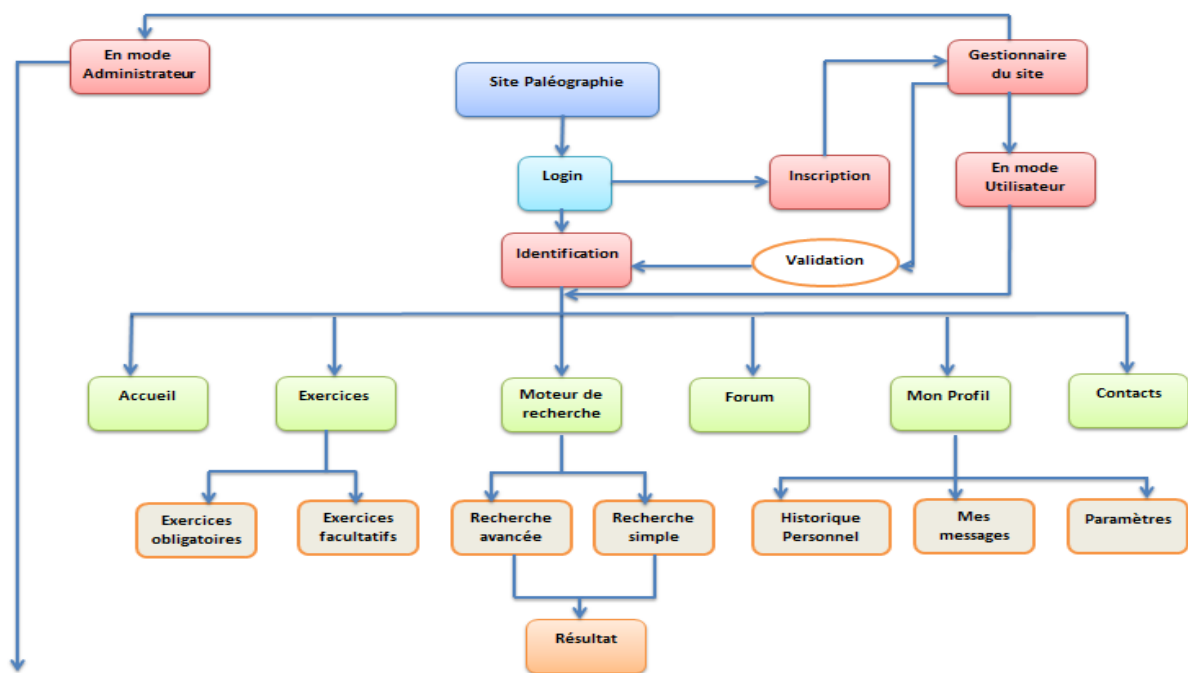 En mode
Administrateur
Gestionnaire
du site
Site Paléographie
Login
Inscription
En mode
Utilisateur
Identification
Validation
Accueil
Exercices
Moteur de
recherche
Forum
Mon Profil
Contacts
Exercices
obligatoires
Exercices
facultatifs
Recherche
avancée
Recherche
simple
Historique
Personnel
Mes
messages
Paramètres
Résultat